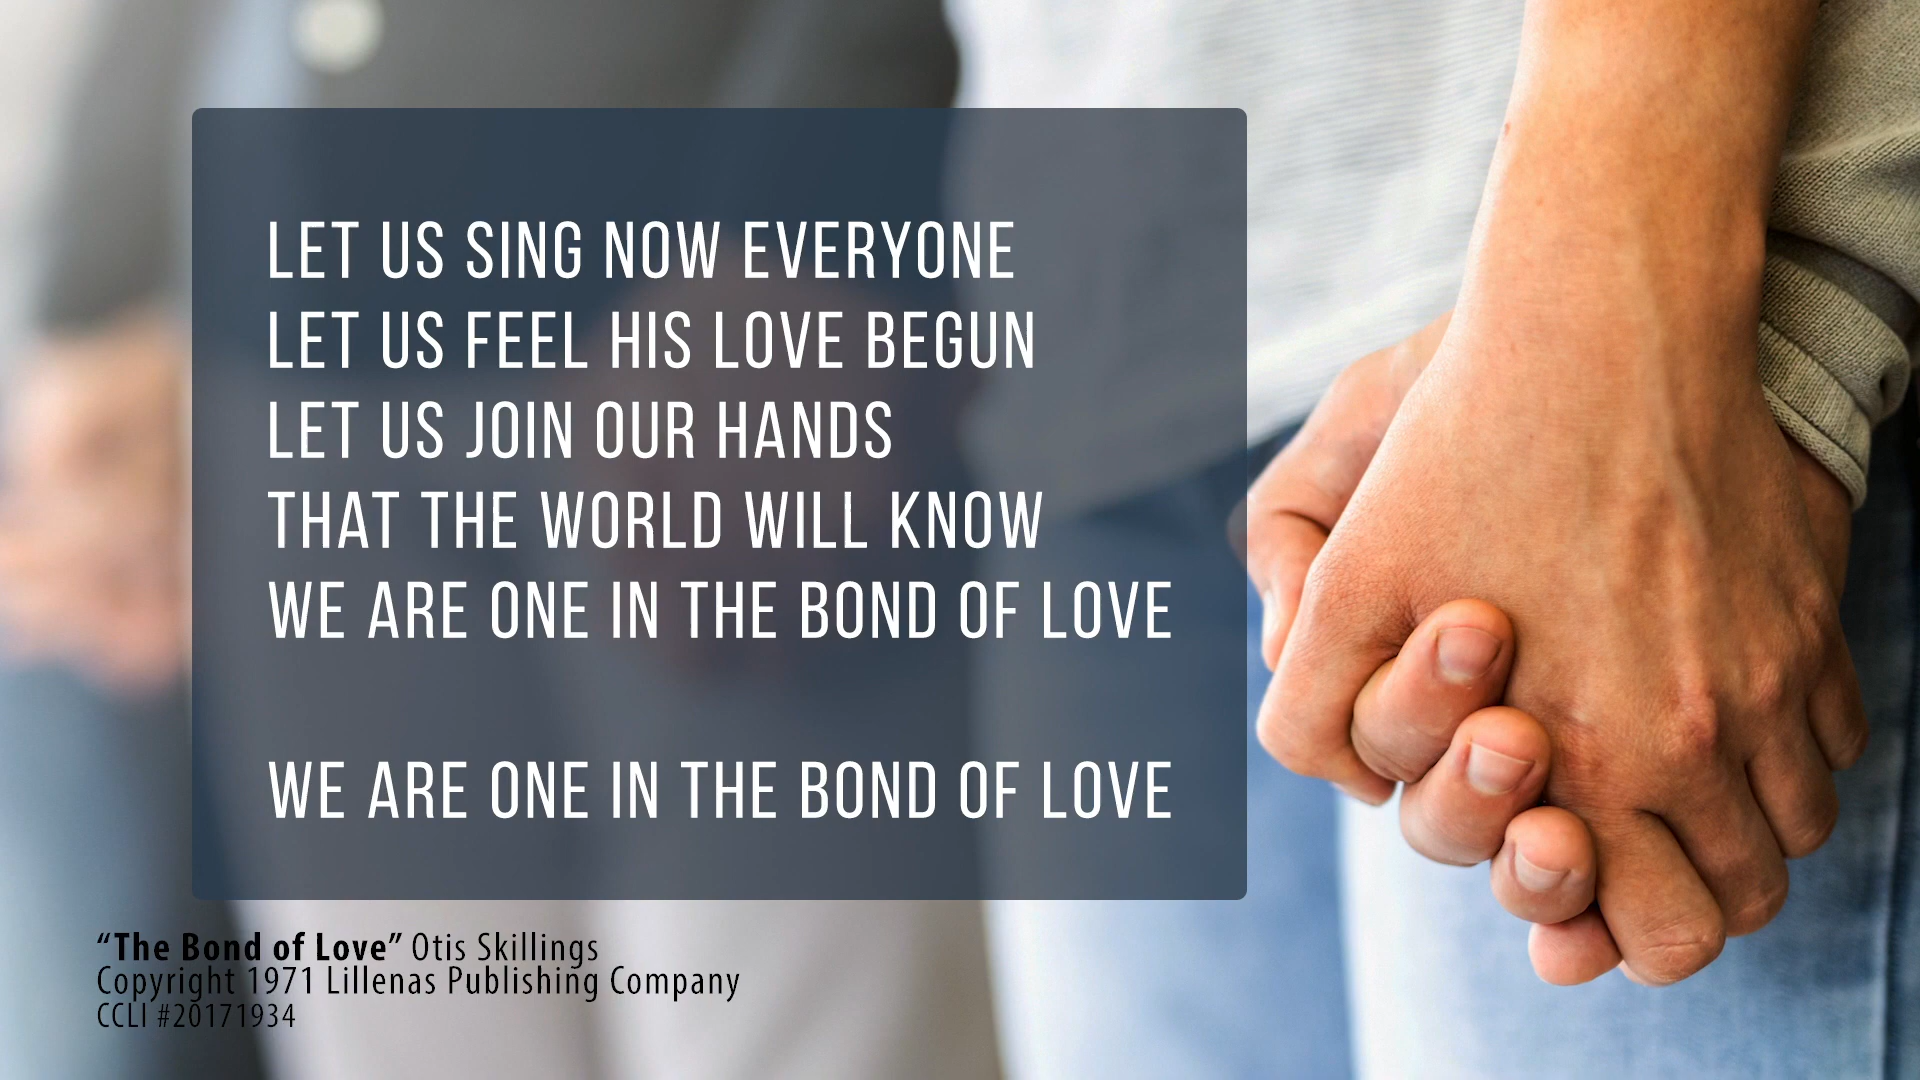 LET US SING NOW EVERYONE
LET US FEEL HIS LOVE BEGUN
LET US JOIN OUR HANDS
THAT THE WORLD WILL KNOW
WE ARE ONE IN THE BOND OF LOVE
WE ARE ONE IN THE BOND OF LOVE
“The Bond of Love” Otis Skillings
Copyright 1971 Lillenas Publishing Company
CCLI #20171934